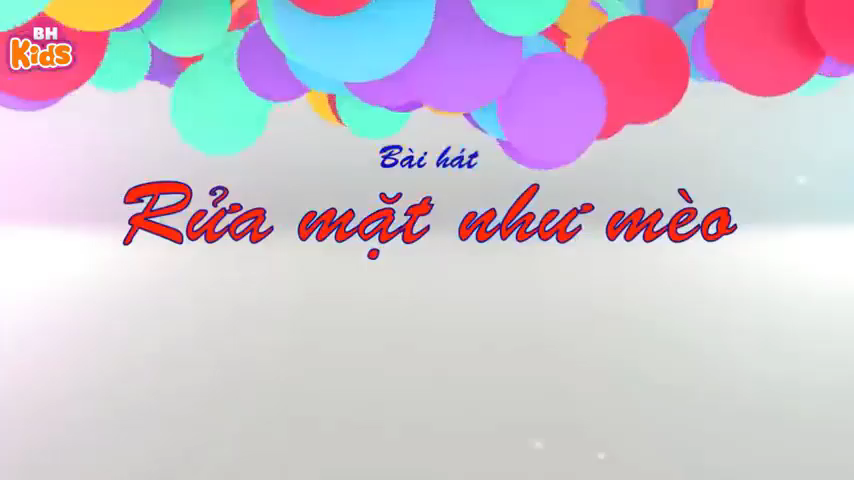 BH
Kids
Bài hát
Rửa mặt như mèo